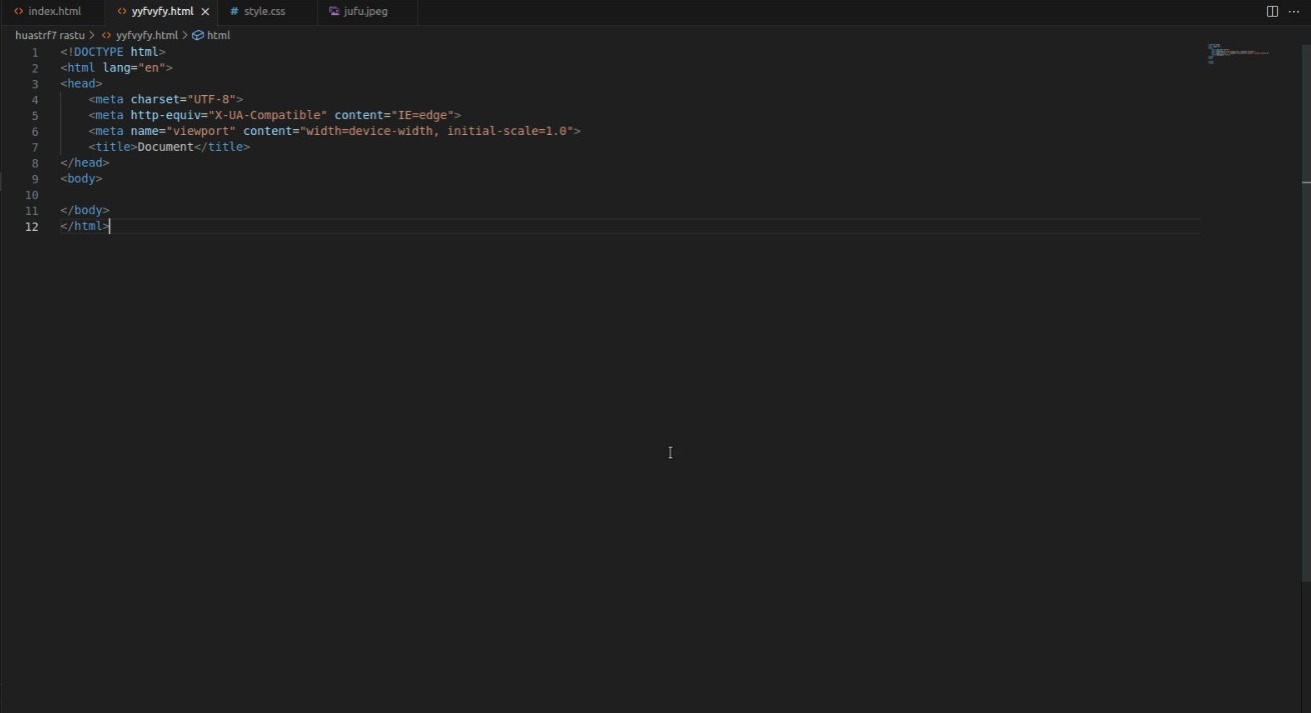 index.html
yyfvyfy.html
style.css
jufu.jpeg
huastrf7 rastu > yyfvyfy.html > html
1 <!DOCTYPE html>
2 <html lang="en">
3 <head>
4 <meta charset="UTF-8">
5 <meta http-equiv="X-UA-Compatible" content="IE=edge">
6 <meta name="viewport" content="width=device-width, initial-scale=1.0">
7 <title>Document</title>
8 </head>
9 <body>
10
11 </body>
12 </html>